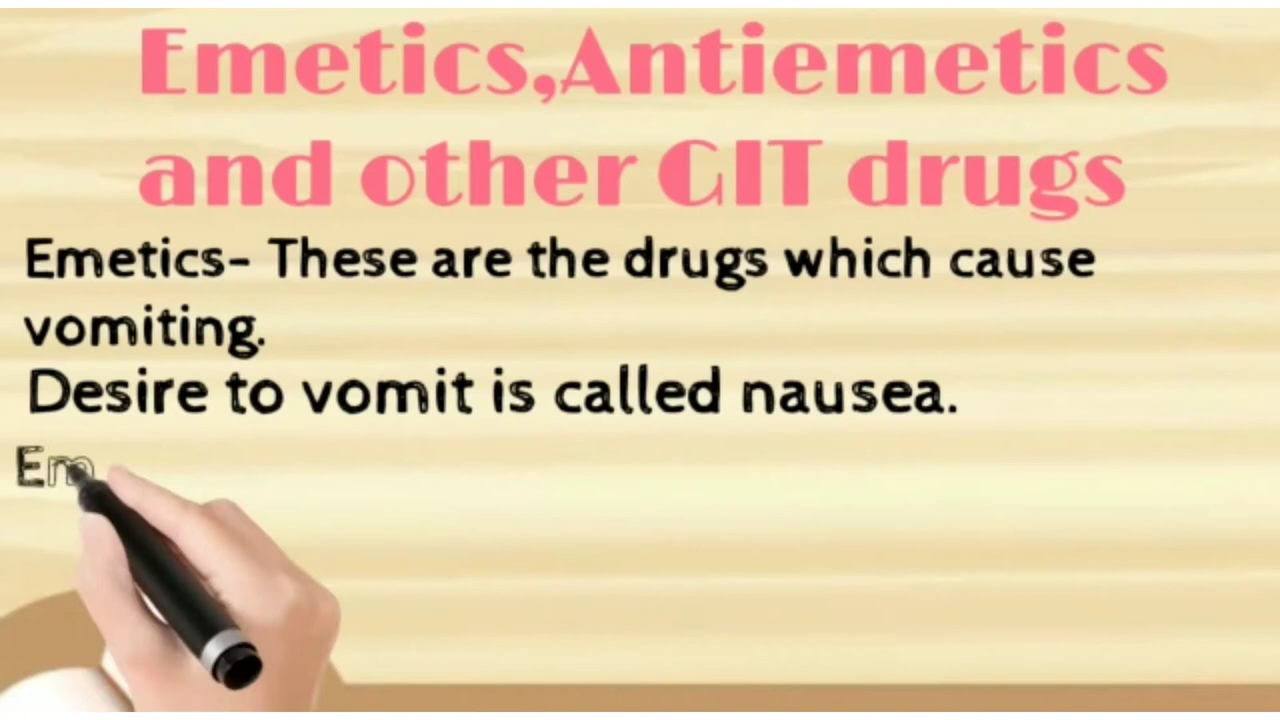 Emetics,Antiemetics
and other GIT drugs
Emetics- These are the drugs which cause
vomiting.
Desire to vomit is called nausea.
Em